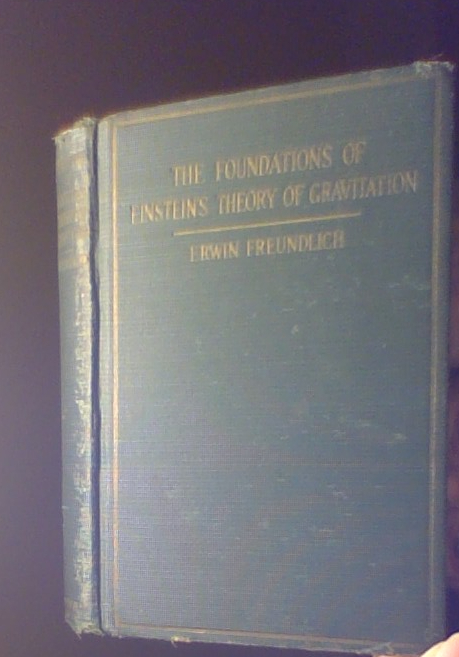 THE FOUNDATIONS OF
EINSTEIN'S THEORY OF GRAVITATION
ERWIN FREUNDLICH